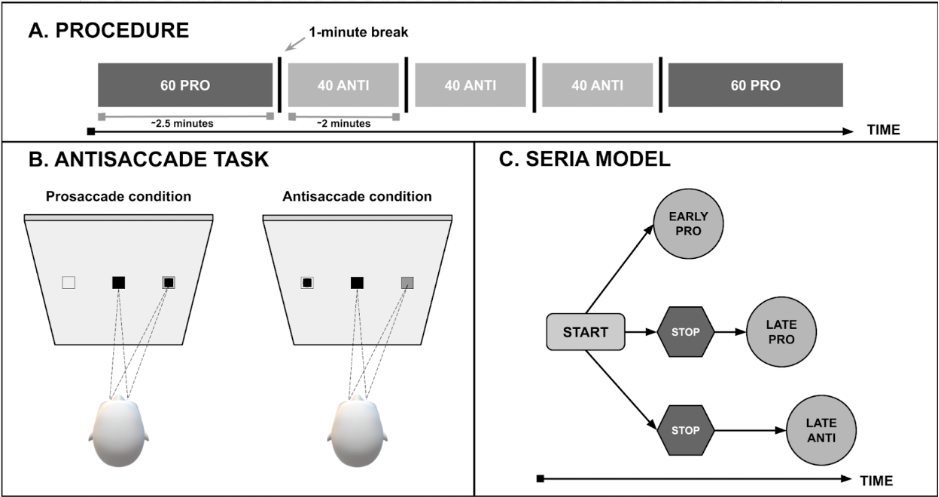 A. PROCEDURE
1-minute break
60 PRO
40 ANTI
40 ANTI
40 ANTI
60 PRO
~2.5 minutes
~2 minutes
TIME
B. ANTISACCADE TASK
Prosaccade condition
Antisaccade condition
C. SERIA MODEL
EARLY
PRO
START
STOP
LATE
PRO
STOP
LATE
ANTI
TIME